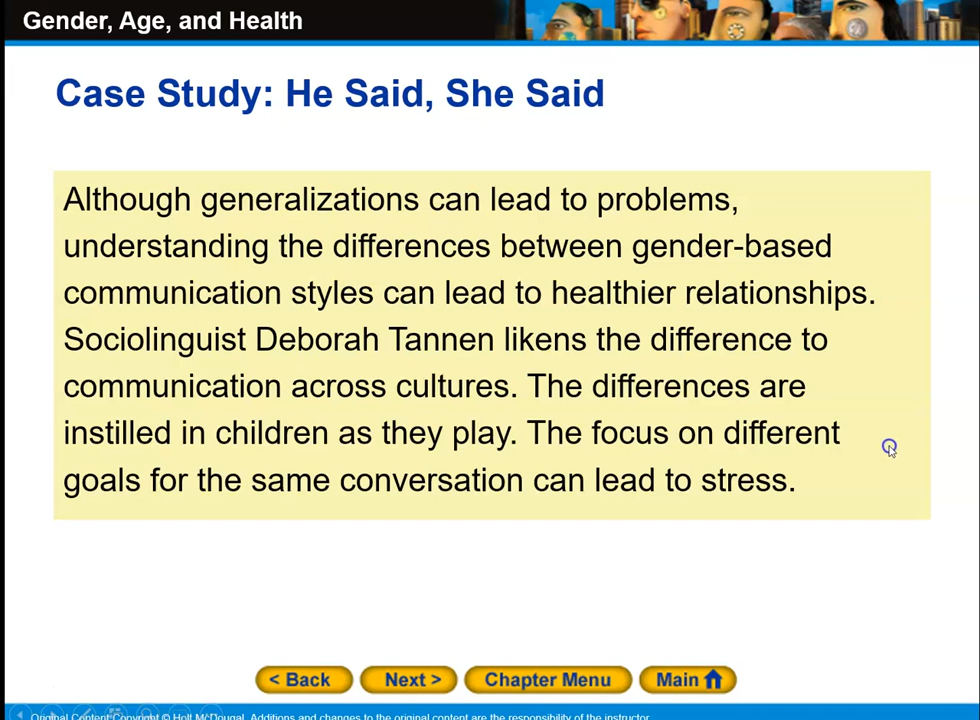 Gender, Age, and Health
Case Study: He Said, She Said
Although generalizations can lead to problems,
understanding the differences between gender-based
communication styles can lead to healthier relationships.
Sociolinguist Deborah Tannen likens the difference to
communication across cultures. The differences are
instilled in children as they play. The focus on different
goals for the same conversation can lead to stress.
< Back
Next >
Chapter Menu
Main
Original Content Copyright © Holt McDougal. Additions and changes to the original content are the responsibility of the instructor.